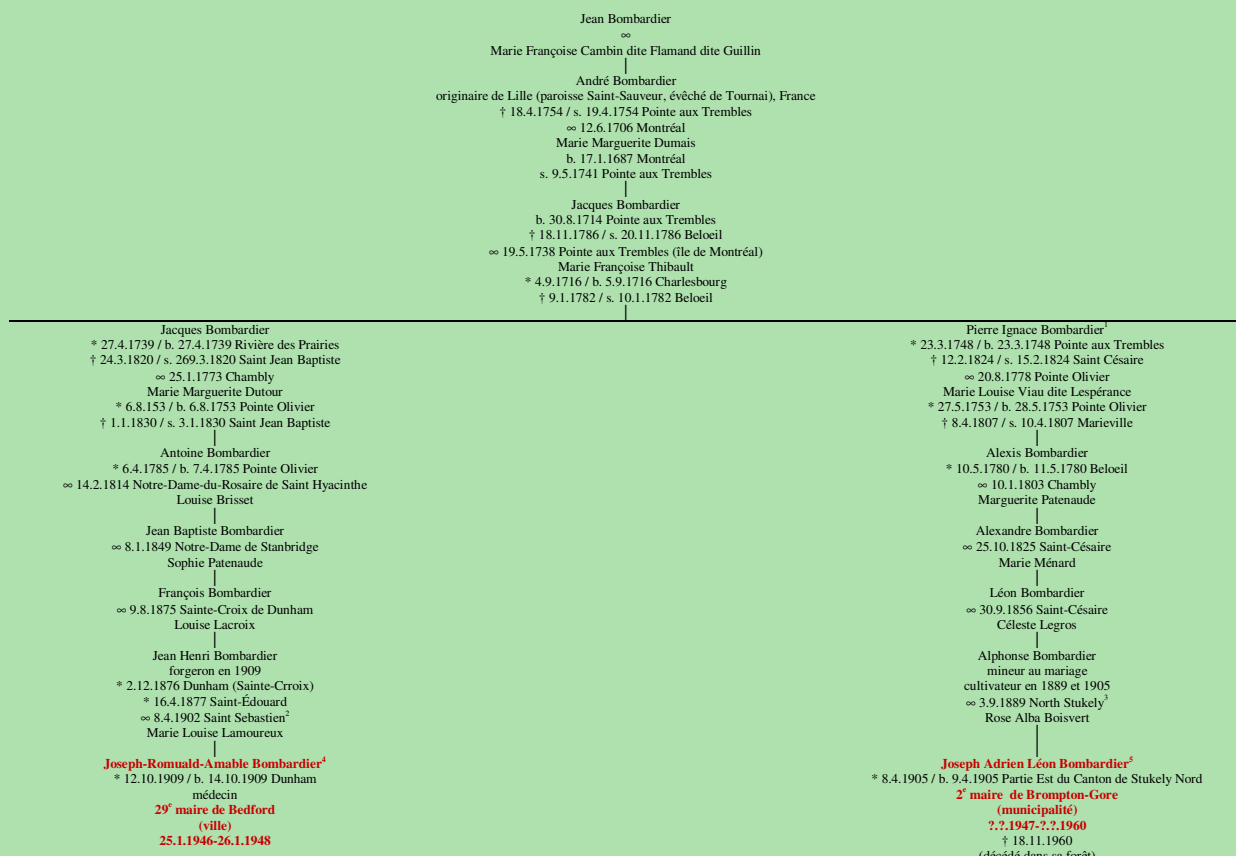 Jean Bombardier
∞
Marie Françoise Cambin dite Flamand dite Guillin
André Bombardier
originaire de Lille (paroisse Saint-Sauveur, évêché de Tournai), France
† 18.4.1754 / s. 19.4.1754 Pointe aux Trembles
∞ 12.6.1706 Montréal
Marie Marguerite Dumais
b. 17.1.1687 Montréal
s. 9.5.1741 Pointe aux Trembles
Jacques Bombardier
b. 30.8.1714 Pointe aux Trembles
† 18.11.1786 / s. 20.11.1786 Beloeil
∞ 19.5.1738 Pointe aux Trembles (île de Montréal)
Marie Françoise Thibault
* 4.9.1716 / b. 5.9.1716 Charlesbourg
† 9.1.1782 / s. 10.1.1782 Beloeil
Jacques Bombardier
* 27.4.1739 / b. 27.4.1739 Rivière des Prairies
† 24.3.1820 / s. 269.3.1820 Saint Jean Baptiste
∞ 25.1.1773 Chambly
Marie Marguerite Dutour
* 6.8.153 / b. 6.8.1753 Pointe Olivier
† 1.1.1830 / s. 3.1.1830 Saint Jean Baptiste
Antoine Bombardier
* 6.4.1785 / b. 7.4.1785 Pointe Olivier
∞ 14.2.1814 Notre-Dame-du-Rosaire de Saint Hyacinthe
Louise Brisset
Jean Baptiste Bombardier
∞ 8.1.1849 Notre-Dame de Stanbridge
Sophie Patenaude
François Bombardier
∞ 9.8.1875 Sainte-Croix de Dunham
Louise Lacroix
Jean Henri Bombardier
forgeron en 1909
* 2.12.1876 Dunham (Sainte-Crroix)
* 16.4.1877 Saint-Édouard
∞ 8.4.1902 Saint Sebastien²
Marie Louise Lamoureux
Joseph-Romuald-Amable Bombardier⁴
* 12.10.1909 / b. 14.10.1909 Dunham
médecin
29e maire de Bedford
(ville)
25.1.1946-26.1.1948
Pierre Ignace Bombardier¹
* 23.3.1748 / b. 23.3.1748 Pointe aux Trembles
† 12.2.1824 / s. 15.2.1824 Saint Césaire
∞ 20.8.1778 Pointe Olivier
Marie Louise Viau dite Lespérance
* 27.5.1753 / b. 28.5.1753 Pointe Olivier
† 8.4.1807 / s. 10.4.1807 Marieville
Alexis Bombardier
* 10.5.1780 / b. 11.5.1780 Beloeil
∞ 10.1.1803 Chambly
Marguerite Patenaude
Alexandre Bombardier
∞ 25.10.1825 Saint-Césaire
Marie Ménard
Léon Bombardier
∞ 30.9.1856 Saint-Césaire
Céleste Legros
Alphonse Bombardier
mineur au mariage
cultivateur en 1889 et 1905
∞ 3.9.1889 North Stukely³
Rose Alba Boisvert
Joseph Adrien Léon Bombardier⁵
* 8.4.1905 / b. 9.4.1905 Partie Est du Canton de Stukely Nord
2e maire de Brompton-Gore
(municipalité)
?.?.1947-?.?.1960
† 18.11.1960
(décédé dans sa forêt)